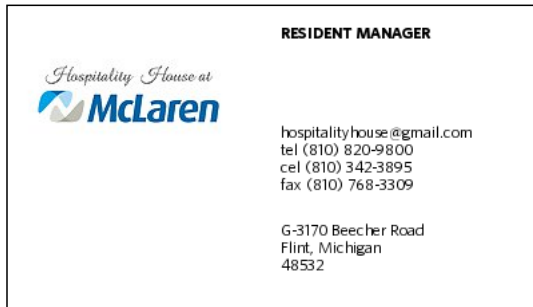 RESIDENT MANAGER
Hospitality House at
McLaren
hospitalityhouse@gmail.com
tel (810) 820-9800
cel (810) 342-3895
fax (810) 768-3309
G-3170 Beecher Road
Flint, Michigan
48532